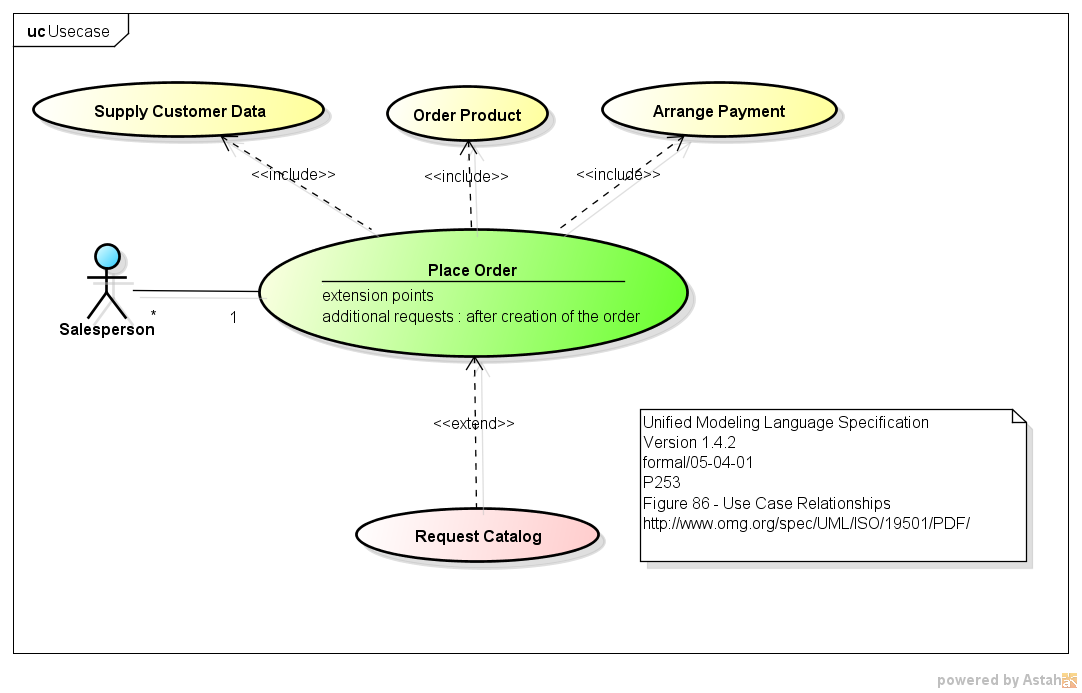 uc Usecase
Supply Customer Data
Order Product
Arrange Payment
<<include>>
<<include>>
<<include>>
Place Order
extension points
additional requests : after creation of the order
*
1
Salesperson
<<extend>>
Unified Modeling Language Specification
Version 1.4.2
formal/05-04-01
P253
Figure 86 - Use Case Relationships
http://www.omg.org/spec/UML/ISO/19501/PDF/
Request Catalog
powered by Astah